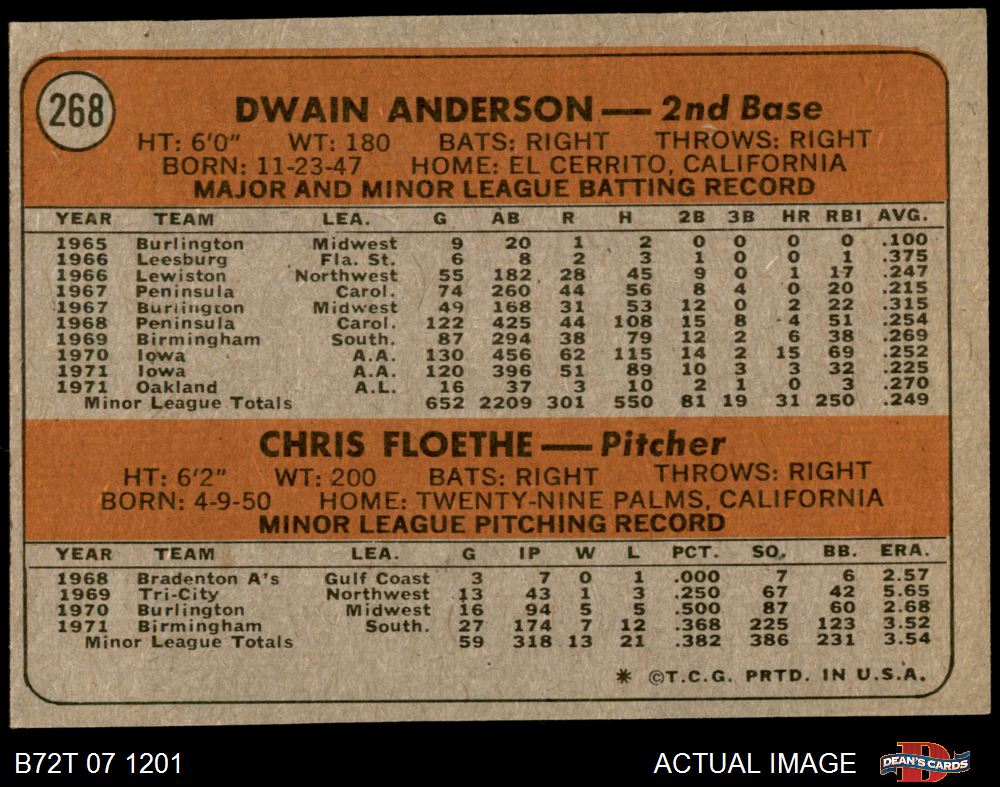 268
DWAIN ANDERSON — 2nd Base
HT: 6'0" WT: 180 BATS: RIGHT THROWS: RIGHT
BORN: 11-23-47 HOME: EL CERRITO, CALIFORNIA
MAJOR AND MINOR LEAGUE BATTING RECORD
YEAR TEAM LEA. G AB R H 2B 3B HR RBI AVG.
1965 Burlington Midwest 9 20 1 2 0 0 0 0 .100
1966 Leesburg Fla. St. 6 8 2 3 1 0 0 1 .375
1966 Lewiston Northwest 55 182 28 45 9 0 1 17 .247
1967 Peninsula Carol. 74 260 44 56 8 4 0 20 .215
1967 Burlington Midwest 49 168 31 53 12 0 2 22 .315
1968 Peninsula Carol. 122 425 44 108 15 8 4 51 .254
1969 Birmingham South. 87 294 38 79 12 2 6 38 .269
1970 Iowa A.A. 130 456 62 115 14 2 15 69 .252
1971 Iowa A.A. 120 396 51 89 10 3 3 32 .225
1971 Oakland A.L. 16 37 3 10 2 1 0 3 .270
Minor League Totals 652 2209 301 550 81 19 31 250 .249
CHRIS FLOETHE — Pitcher
HT: 6'2" WT: 200 BATS: RIGHT THROWS: RIGHT
BORN: 4-9-50 HOME: TWENTY-NINE PALMS, CALIFORNIA
MINOR LEAGUE PITCHING RECORD
YEAR TEAM LEA. G IP W L PCT. SO. BB. ERA.
1968 Bradenton A's Gulf Coast 3 7 0 1 .000 7 6 2.57
1969 Tri-City Northwest 13 43 1 3 .250 67 42 5.65
1970 Burlington Midwest 16 94 5 5 .500 87 60 2.68
1971 Birmingham South. 27 174 7 12 .368 225 123 3.52
Minor League Totals 59 318 13 21 .382 386 231 3.54
* ©T.C.G. PRTD. IN U.S.A.
B72T 07 1201 ACTUAL IMAGE DEAN'S CARDS